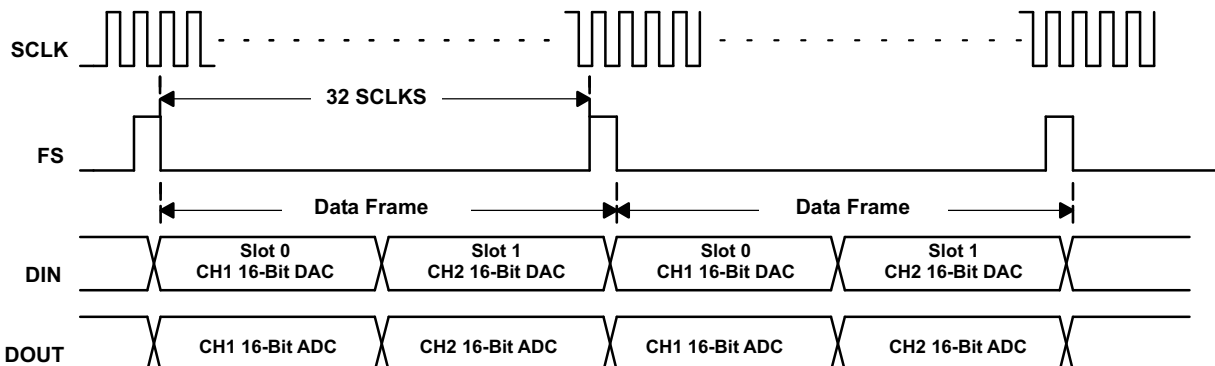 SCLK
32 SCLKS
FS
Data Frame
Data Frame
DIN
Slot 0
CH1 16-Bit DAC
Slot 1
CH2 16-Bit DAC
Slot 0
CH1 16-Bit DAC
Slot 1
CH2 16-Bit DAC
DOUT
CH1 16-Bit ADC
CH2 16-Bit ADC
CH1 16-Bit ADC
CH2 16-Bit ADC